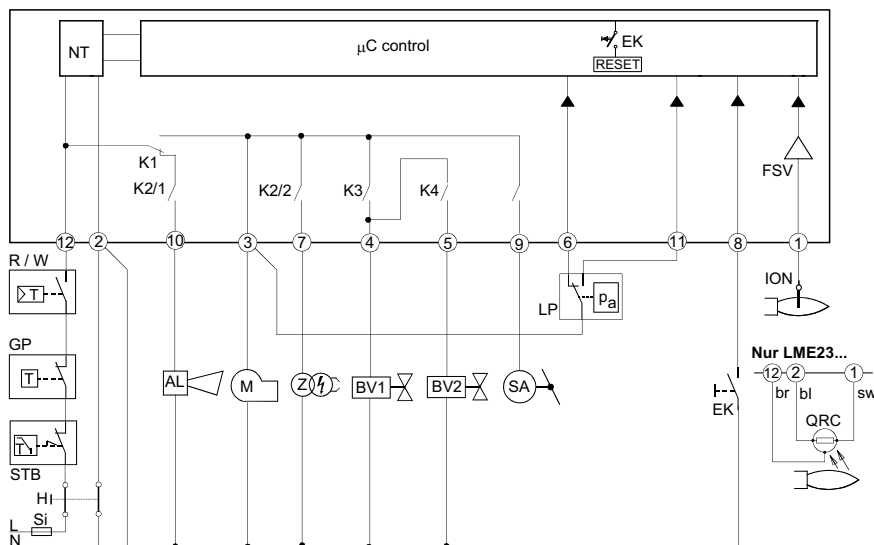 NT
μC control
EK
RESET
FSV
K1
K2/1
K2/2
K3
K4
12
2
10
3
7
4
5
9
6
11
8
1
R / W
T
LP
pa
ION
GP
T
AL
M
Z
BV1
BV2
SA
EK
Nur LME23...
12
2
1
br
bl
sw
QRC
T
STB
H
L
Si
N